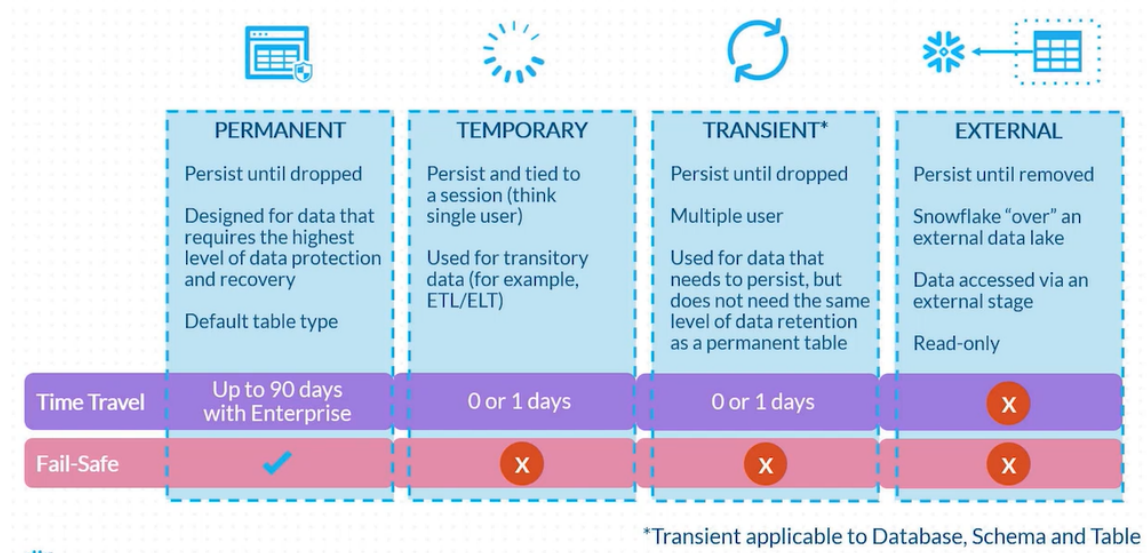 PERMANENT
Persist until dropped
Designed for data that
requires the highest
level of data protection
and recovery
Default table type
TEMPORARY
Persist and tied to
a session (think
single user)
Used for transitory
data (for example,
ETL/ELT)
TRANSIENT*
Persist until dropped
Multiple user
Used for data that
needs to persist, but
does not need the same
level of data retention
as a permanent table
EXTERNAL
Persist until removed
Snowflake “over” an
external data lake
Data accessed via an
external stage
Read-only
Time Travel
Up to 90 days
with Enterprise
0 or 1 days
0 or 1 days
X
Fail-Safe
X
X
X
*Transient applicable to Database, Schema and Table